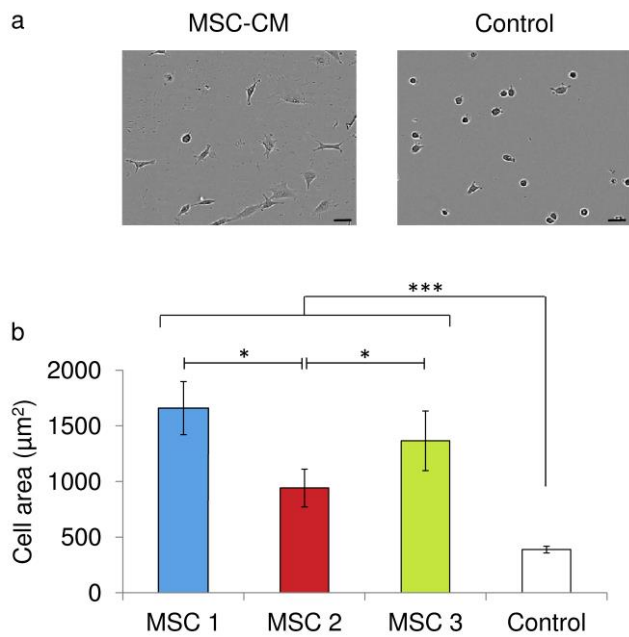 a
MSC-CM
Control
b
***
*
*
2000
1500
1000
500
0
Cell area (µm²)
MSC 1
MSC 2
MSC 3
Control